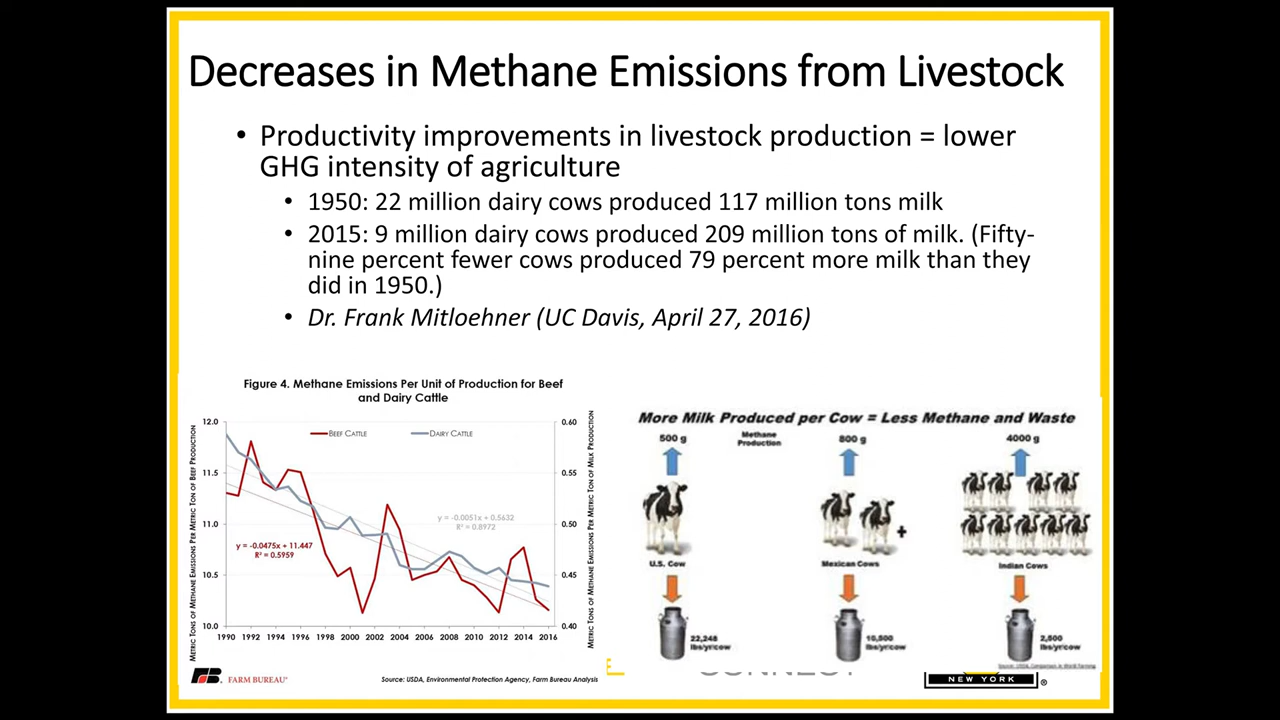 Decreases in Methane Emissions from Livestock
• Productivity improvements in livestock production = lower
GHG intensity of agriculture
• 1950: 22 million dairy cows produced 117 million tons milk
• 2015: 9 million dairy cows produced 209 million tons of milk. (Fifty-
nine percent fewer cows produced 79 percent more milk than they
did in 1950.)
• Dr. Frank Mitloehner (UC Davis, April 27, 2016)
Figure 4. Methane Emissions Per Unit of Production for Beef
and Dairy Cattle
Metric Tons of Methane Emissions Per Metric Ton of Beef Production
12.0
11.5
11.0
10.5
10.0
Beef Cattle
Dairy Cattle
y = -0.0051x + 0.5632
R² = 0.8972
y = -0.0475x + 11.447
R² = 0.5959
0.60
0.55
0.50
0.45
0.40
Metric Tons of Methane Emissions Per Metric Ton of Milk Production
1990 1992 1994 1996 1998 2000 2002 2004 2006 2008 2010 2012 2014 2016
FARM BUREAU®
Source: USDA, Environmental Protection Agency, Farm Bureau Analysis
More Milk Produced per Cow = Less Methane and Waste
500 g
Methane
Production
800 g
4000 g
+
U.S. Cow
Mexican Cows
Indian Cows
22,248
lbs/yr/cow
lbs/yr/cow
lbs/yr/cow
NEW YORK ®